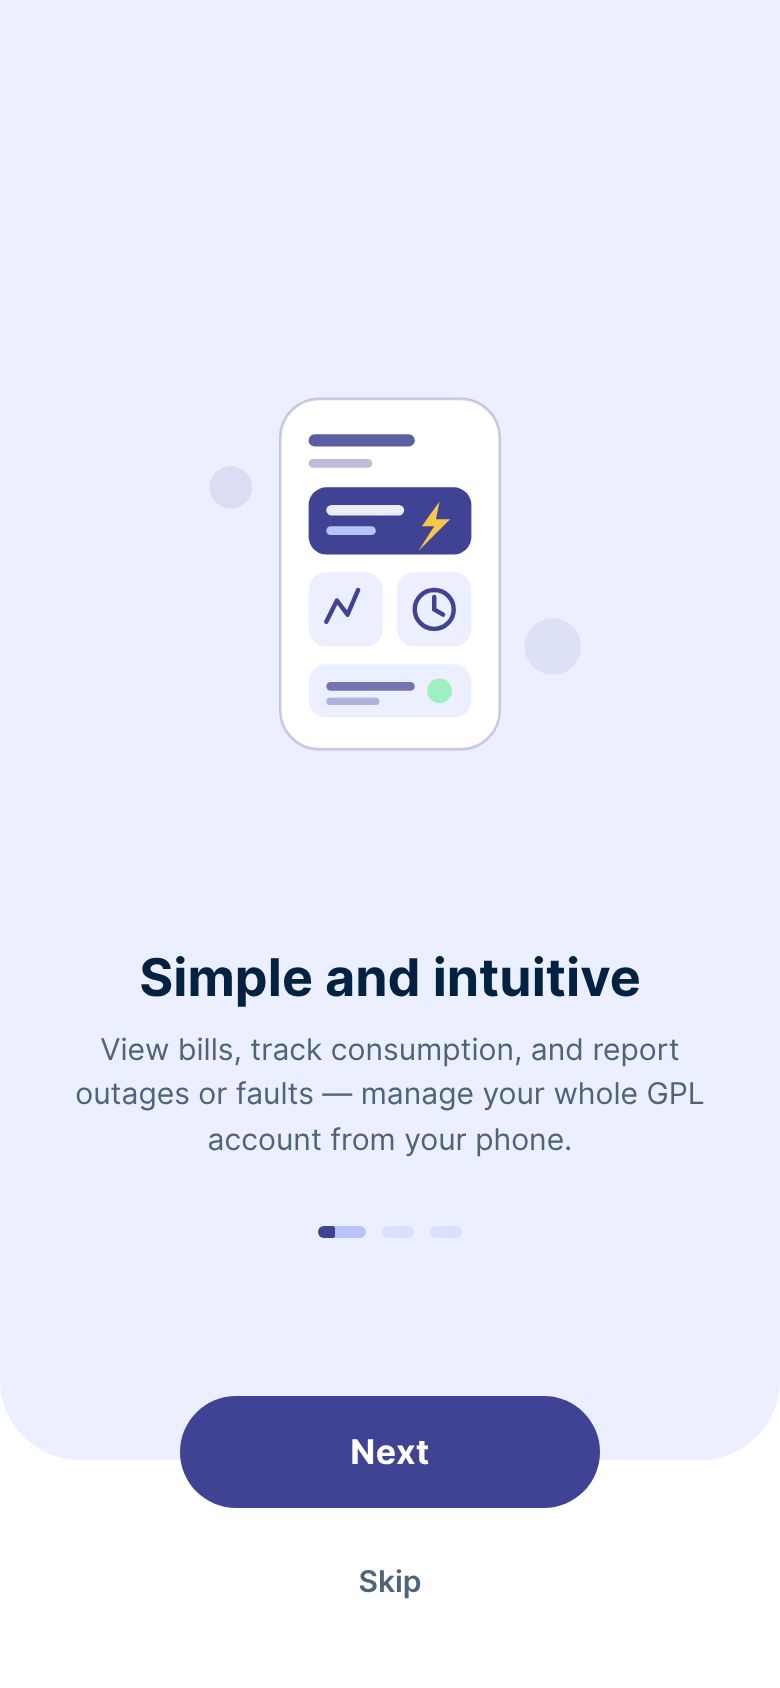 Simple and intuitive
View bills, track consumption, and report
outages or faults — manage your whole GPL
account from your phone.
Next
Skip